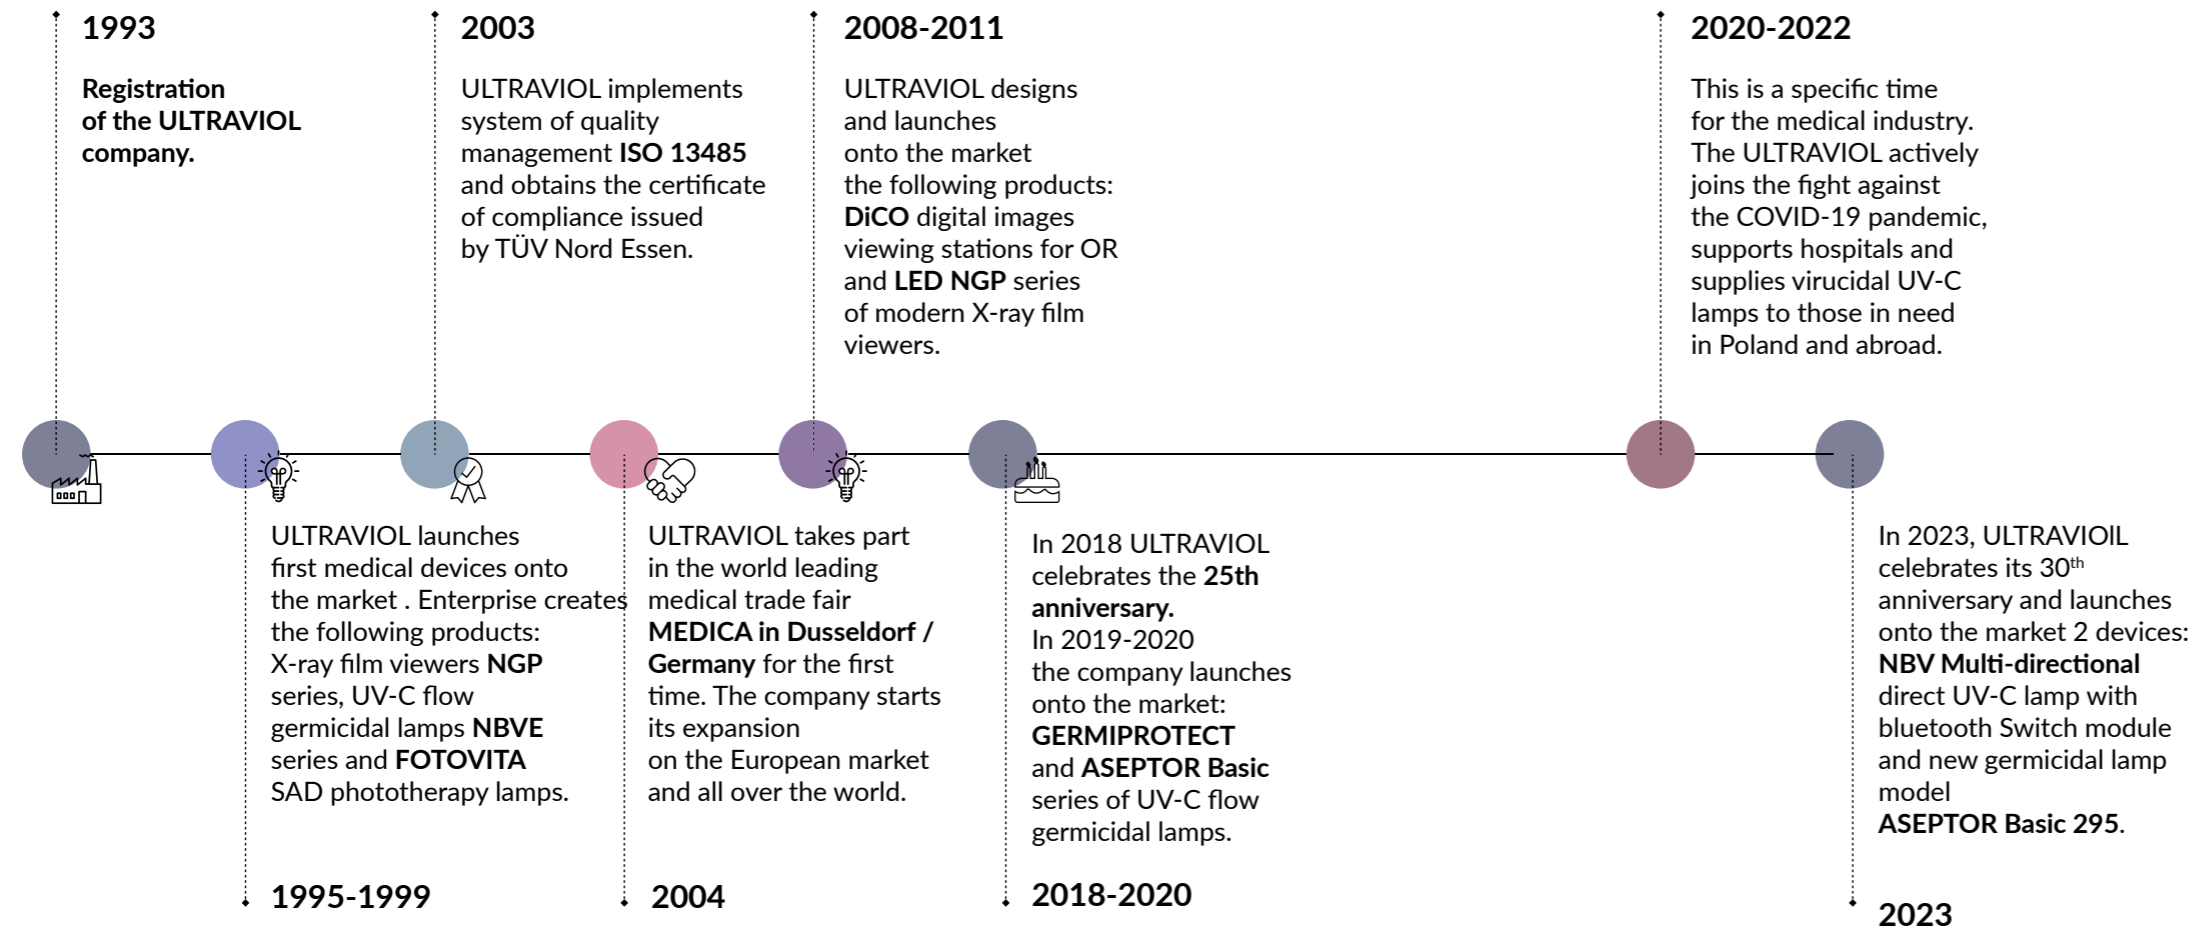 1993
Registration
of the ULTRAVIOL
company.
ULTRAVIOL launches
first medical devices onto
the market . Enterprise creates
the following products:
X-ray film viewers NGP
series, UV-C flow
germicidal lamps NBVE
series and FOTOVITA
SAD phototherapy lamps.
1995-1999
2003
ULTRAVIOL implements
system of quality
management ISO 13485
and obtains the certificate
of compliance issued
by TÜV Nord Essen.
ULTRAVIOL takes part
in the world leading
medical trade fair
MEDICA in Dusseldorf /
Germany for the first
time. The company starts
its expansion
on the European market
and all over the world.
2004
2008-2011
ULTRAVIOL designs
and launches
onto the market
the following products:
DiCO digital images
viewing stations for OR
and LED NGP series
of modern X-ray film
viewers.
In 2018 ULTRAVIOL
celebrates the 25th
anniversary.
In 2019-2020
the company launches
onto the market:
GERMIPROTECT
and ASEPTOR Basic
series of UV-C flow
germicidal lamps.
2018-2020
2020-2022
This is a specific time
for the medical industry.
The ULTRAVIOL actively
joins the fight against
the COVID-19 pandemic,
supports hospitals and
supplies virucidal UV-C
lamps to those in need
in Poland and abroad.
In 2023, ULTRAVIOIL
celebrates its 30th
anniversary and launches
onto the market 2 devices:
NBV Multi-directional
direct UV-C lamp with
bluetooth Switch module
and new germicidal lamp
model
ASEPTOR Basic 295.
2023